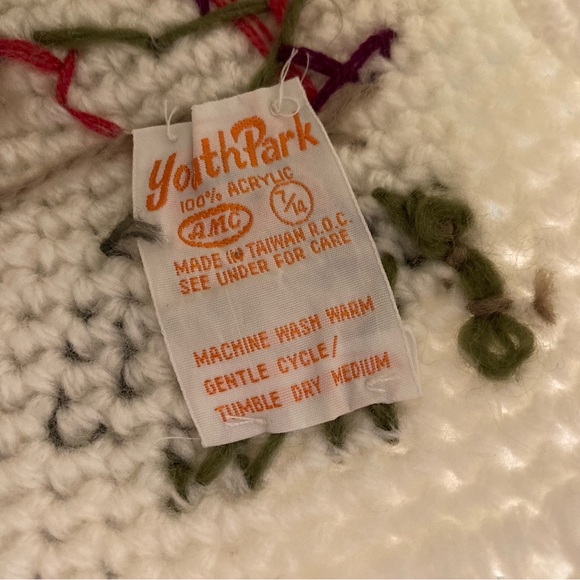 YouthPark
100% ACRYLIC
AMC 7/14
MADE IN TAIWAN R.O.C.
SEE UNDER FOR CARE
MACHINE WASH WARM
GENTLE CYCLE/
TUMBLE DRY MEDIUM